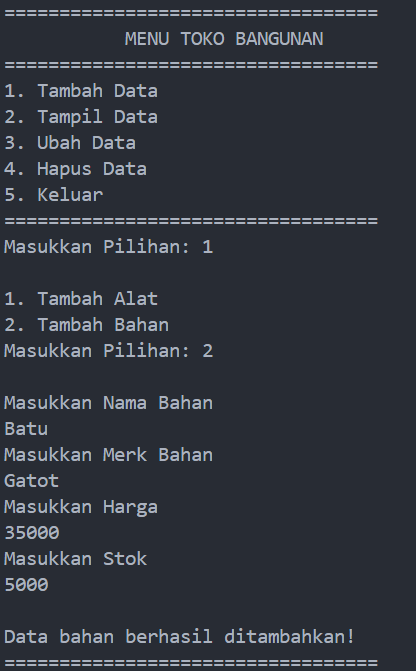 ==================================
MENU TOKO BANGUNAN
==================================
1. Tambah Data
2. Tampil Data
3. Ubah Data
4. Hapus Data
5. Keluar
==================================
Masukkan Pilihan: 1
1. Tambah Alat
2. Tambah Bahan
Masukkan Pilihan: 2
Masukkan Nama Bahan
Batu
Masukkan Merk Bahan
Gatot
Masukkan Harga
35000
Masukkan Stok
5000
Data bahan berhasil ditambahkan!
==================================